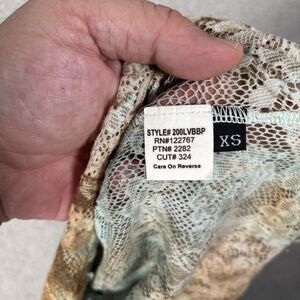 STYLE# 200LVBBP
RN#122767
PTN# 2282
CUT# 324
Care On Reverse
XS